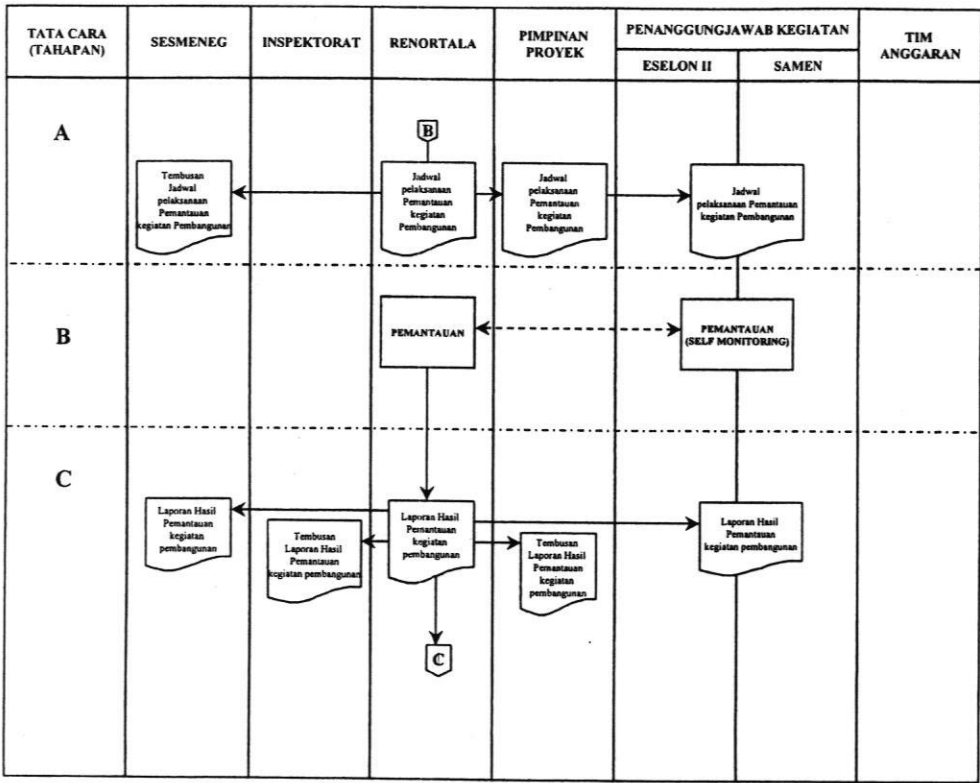 TATA CARA
(TAHAPAN)
SESMENEG
INSPEKTORAT
RENORTALA
PIMPINAN
PROYEK
PENANGGUNGJAWAB KEGIATAN
ESELON II
SAMEN
TIM
ANGGARAN
A
B
Tembusan
Jadwal
pelaksanaan
Pemantauan
kegiatan Pembangunan
Jadwal
pelaksanaan
Pemantauan
kegiatan
Pembangunan
Jadwal
pelaksanaan
Pemantauan
kegiatan
Pembangunan
Jadwal
pelaksanaan Pemantauan
kegiatan Pembangunan
B
PEMANTAUAN
PEMANTAUAN
(SELF MONITORING)
C
Laporan Hasil
Pemantauan
kegiatan
pembangunan
Tembusan
Laporan Hasil
Pemantauan
kegiatan pembangunan
Laporan Hasil
Pemantauan
kegiatan
pembangunan
Tembusan
Laporan Hasil
Pemantauan
kegiatan
pembangunan
Laporan Hasil
Pemantauan
kegiatan pembangunan
C